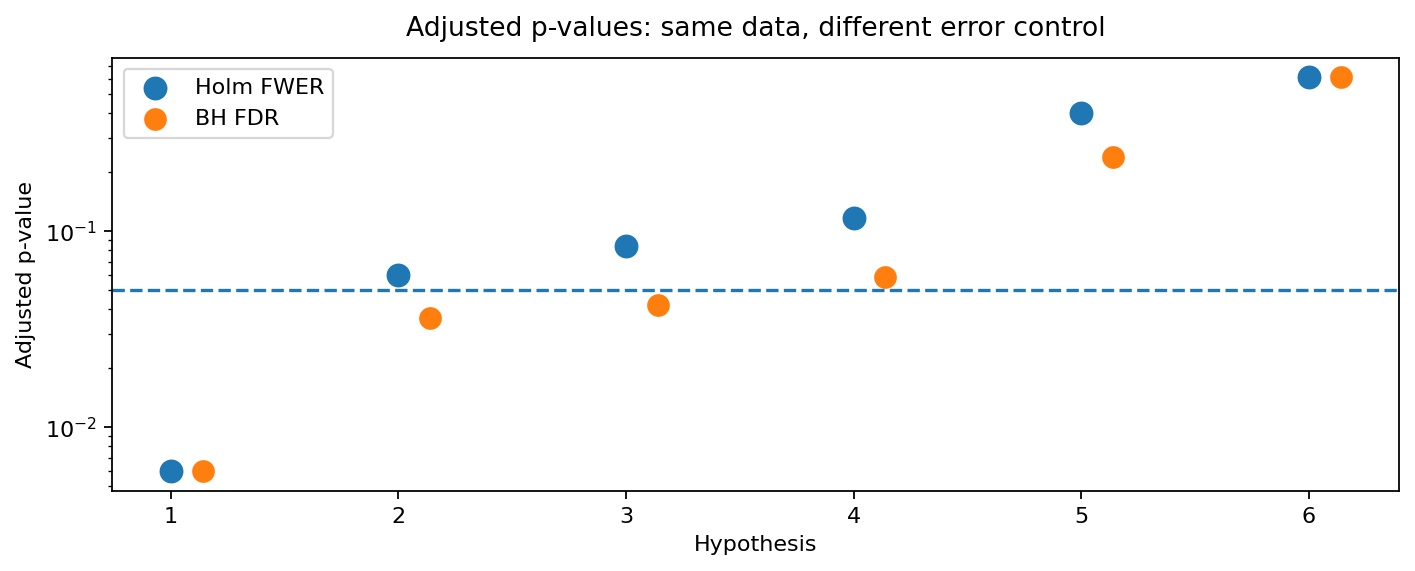 Adjusted p-values: same data, different error control
Holm FWER
BH FDR
Adjusted p-value
10⁻¹
10⁻²
1 2 3 4 5 6
Hypothesis